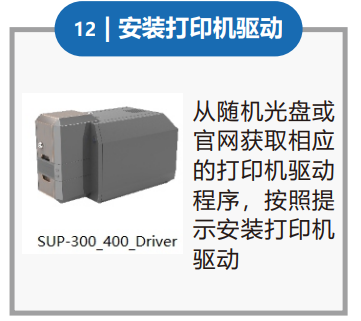 12 | 安装打印机驱动
从随机光盘或
官网获取相应
的打印机驱动
程序，按照提
示安装打印机
驱动
SUP-300_400_Driver